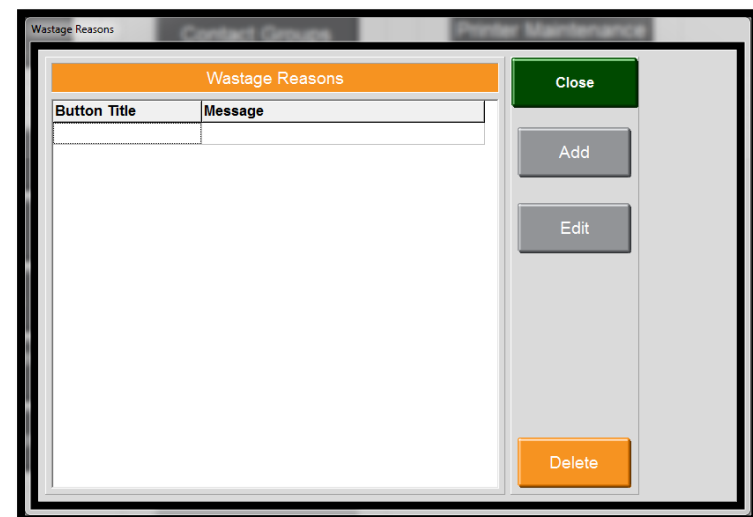 Wastage Reasons
Contact Groups
Printer Maintenance
Wastage Reasons
Close
Button Title Message
Add
Edit
Delete